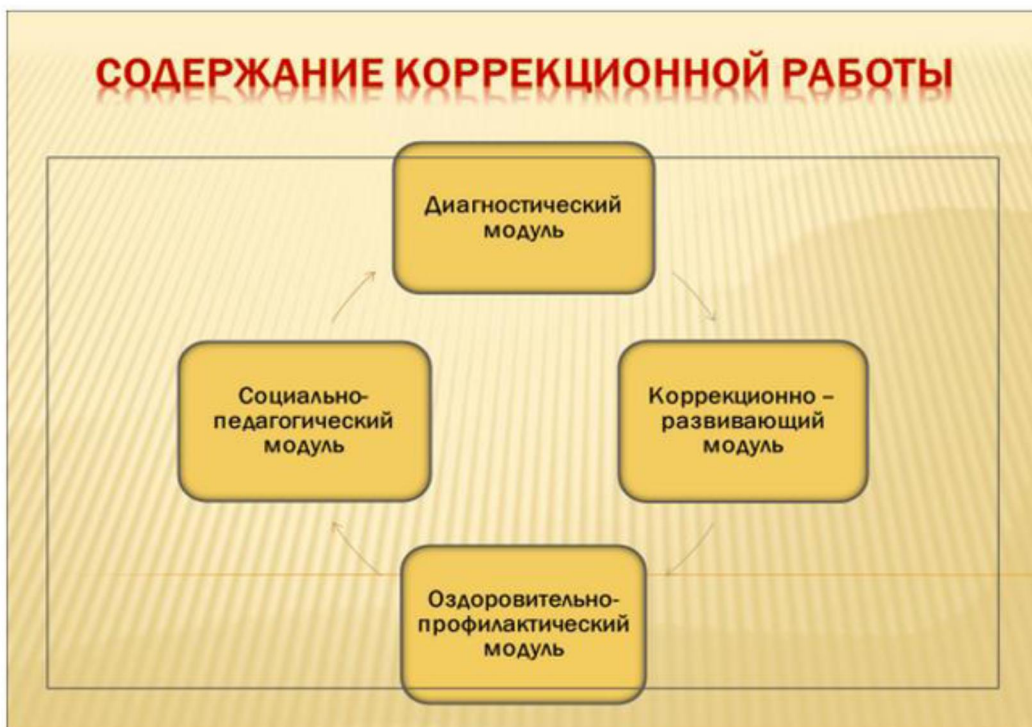 СОДЕРЖАНИЕ КОРРЕКЦИОННОЙ РАБОТЫ
Диагностический
модуль
Социально-
педагогический
модуль
Коррекционно –
развивающий
модуль
Оздоровительно-
профилактический
модуль